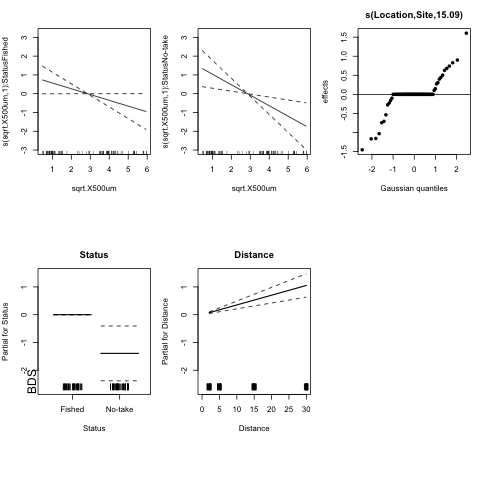 s(sqrt.X500um,1):StatusFished
3
2
1
0
-1
-2
-3
1 2 3 4 5 6
sqrt.X500um
s(sqrt.X500um,1):StatusNo-take
3
2
1
0
-1
-2
-3
1 2 3 4 5 6
sqrt.X500um
s(Location,Site,15.09)
effects
1.5
0.5
0.0
-0.5
-1.5
-2 -1 0 1 2
Gaussian quantiles
Status
Partial for Status
1
0
-1
-2
BDS
Fished No-take
Status
Distance
Partial for Distance
1
0
-1
-2
0 5 10 15 20 25 30
Distance